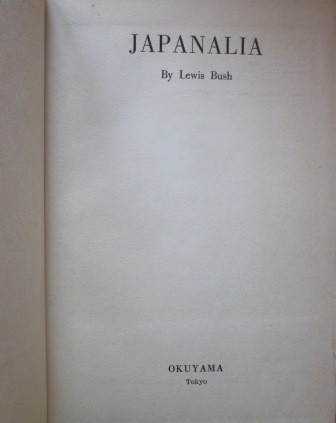 JAPANALIA
By Lewis Bush
OKUYAMA
Tokyo